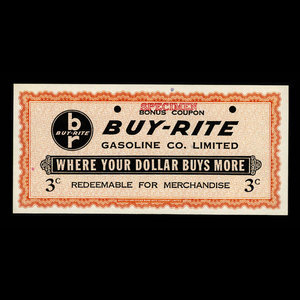 SPECIMEN
BONUS COUPON
b
BUY-RITE
r
BUY-RITE
GASOLINE CO. LIMITED
WHERE YOUR DOLLAR BUYS MORE
3c REDEEMABLE FOR MERCHANDISE 3c